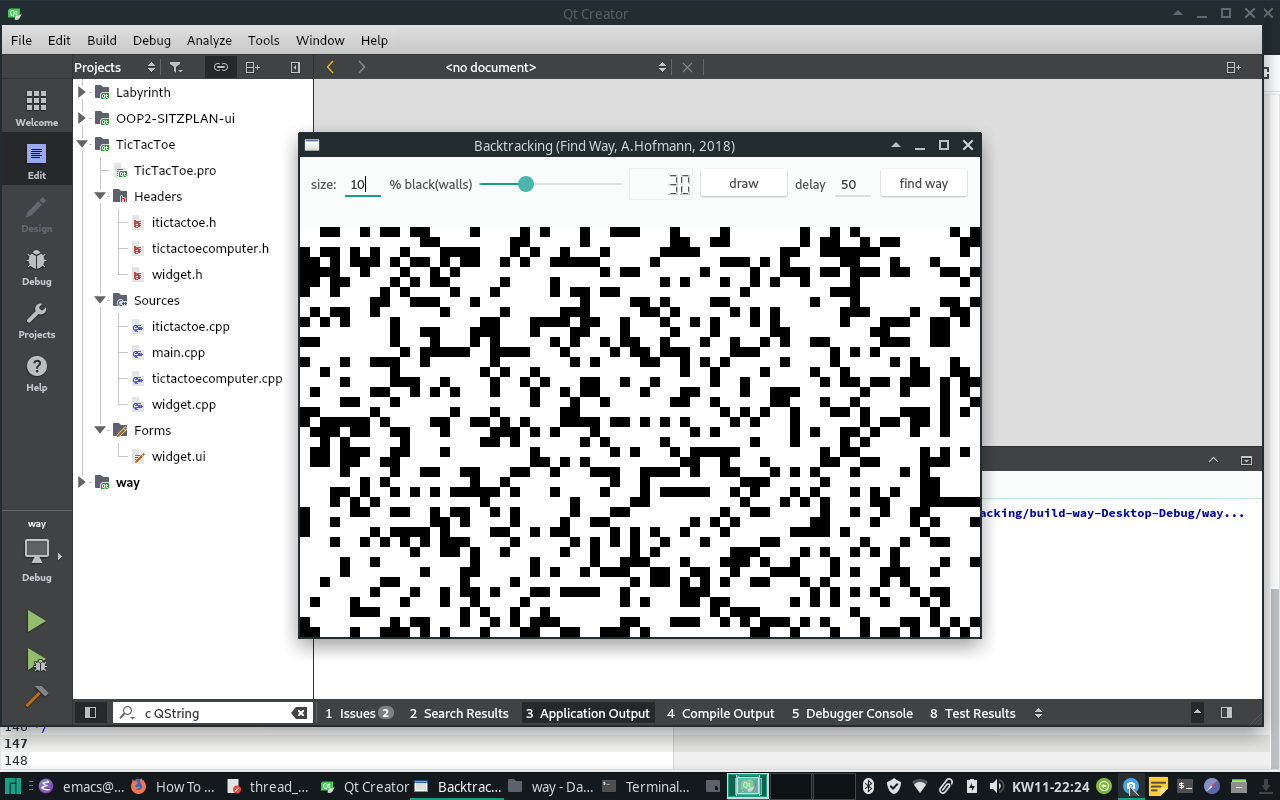 Qt Creator
File Edit Build Debug Analyze Tools Window Help
Projects
<no document>
Welcome
Edit
Design
Debug
Projects
Help
Labyrinth
OOP2-SITZPLAN-ui
TicTacToe
TicTacToe.pro
Headers
itictactoe.h
tictactoecomputer.h
widget.h
Sources
itictactoe.cpp
main.cpp
tictactoecomputer.cpp
widget.cpp
Forms
widget.ui
way
Backtracking (Find Way, A.Hofmann, 2018)
size: 10 % black(walls) 30 draw delay 50 find way
acking/build-way-Desktop-Debug/way...
way
Debug
c QString
1 Issues 2 2 Search Results 3 Application Output 4 Compile Output 5 Debugger Console 8 Test Results
147
148
emacs@... How To ... thread_... Qt Creator Backtrac... way - Da... Terminal... KW11-22:24